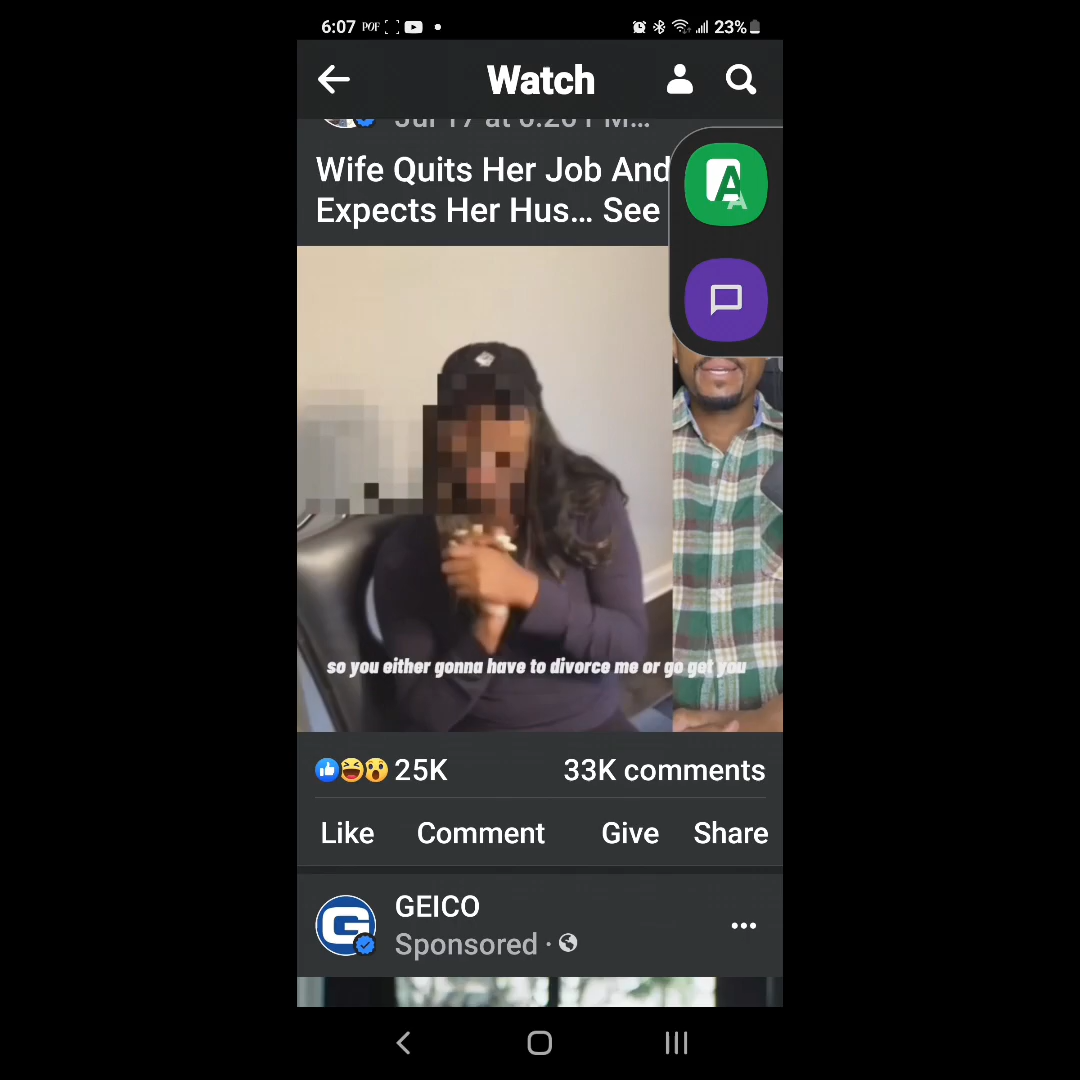 6:07 POF 23%
Watch
Wife Quits Her Job And
Expects Her Hus... See
A
A
so you either gonna have to divorce me or go get you
25K 33K comments
Like Comment Give Share
G GEICO
Sponsored ·